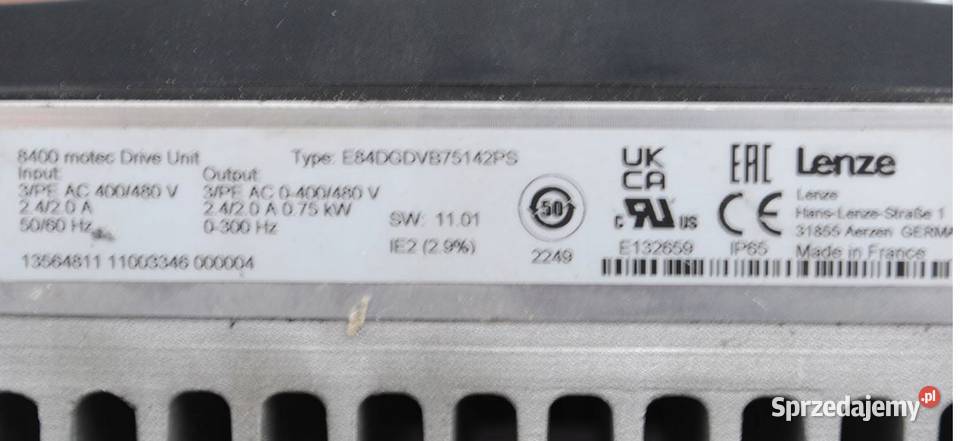 8400 motec Drive Unit
Type: E84DGDVB75142PS
Input:
3/PE AC 400/480 V
2.4/2.0 A
50/60 Hz
Output:
3/PE AC 0-400/480 V
2.4/2.0 A 0.75 kW
0-300 Hz
SW: 11.01
IE2 (2.9%)
13564811 11003346 000004
50
2249
UK
CA
EAC
c RU us
E132659
CE
IP65
Lenze
Lenze
Hans-Lenze-Straße 1
31855 Aerzen GERMA
Made in France
Sprzedajemy.pl